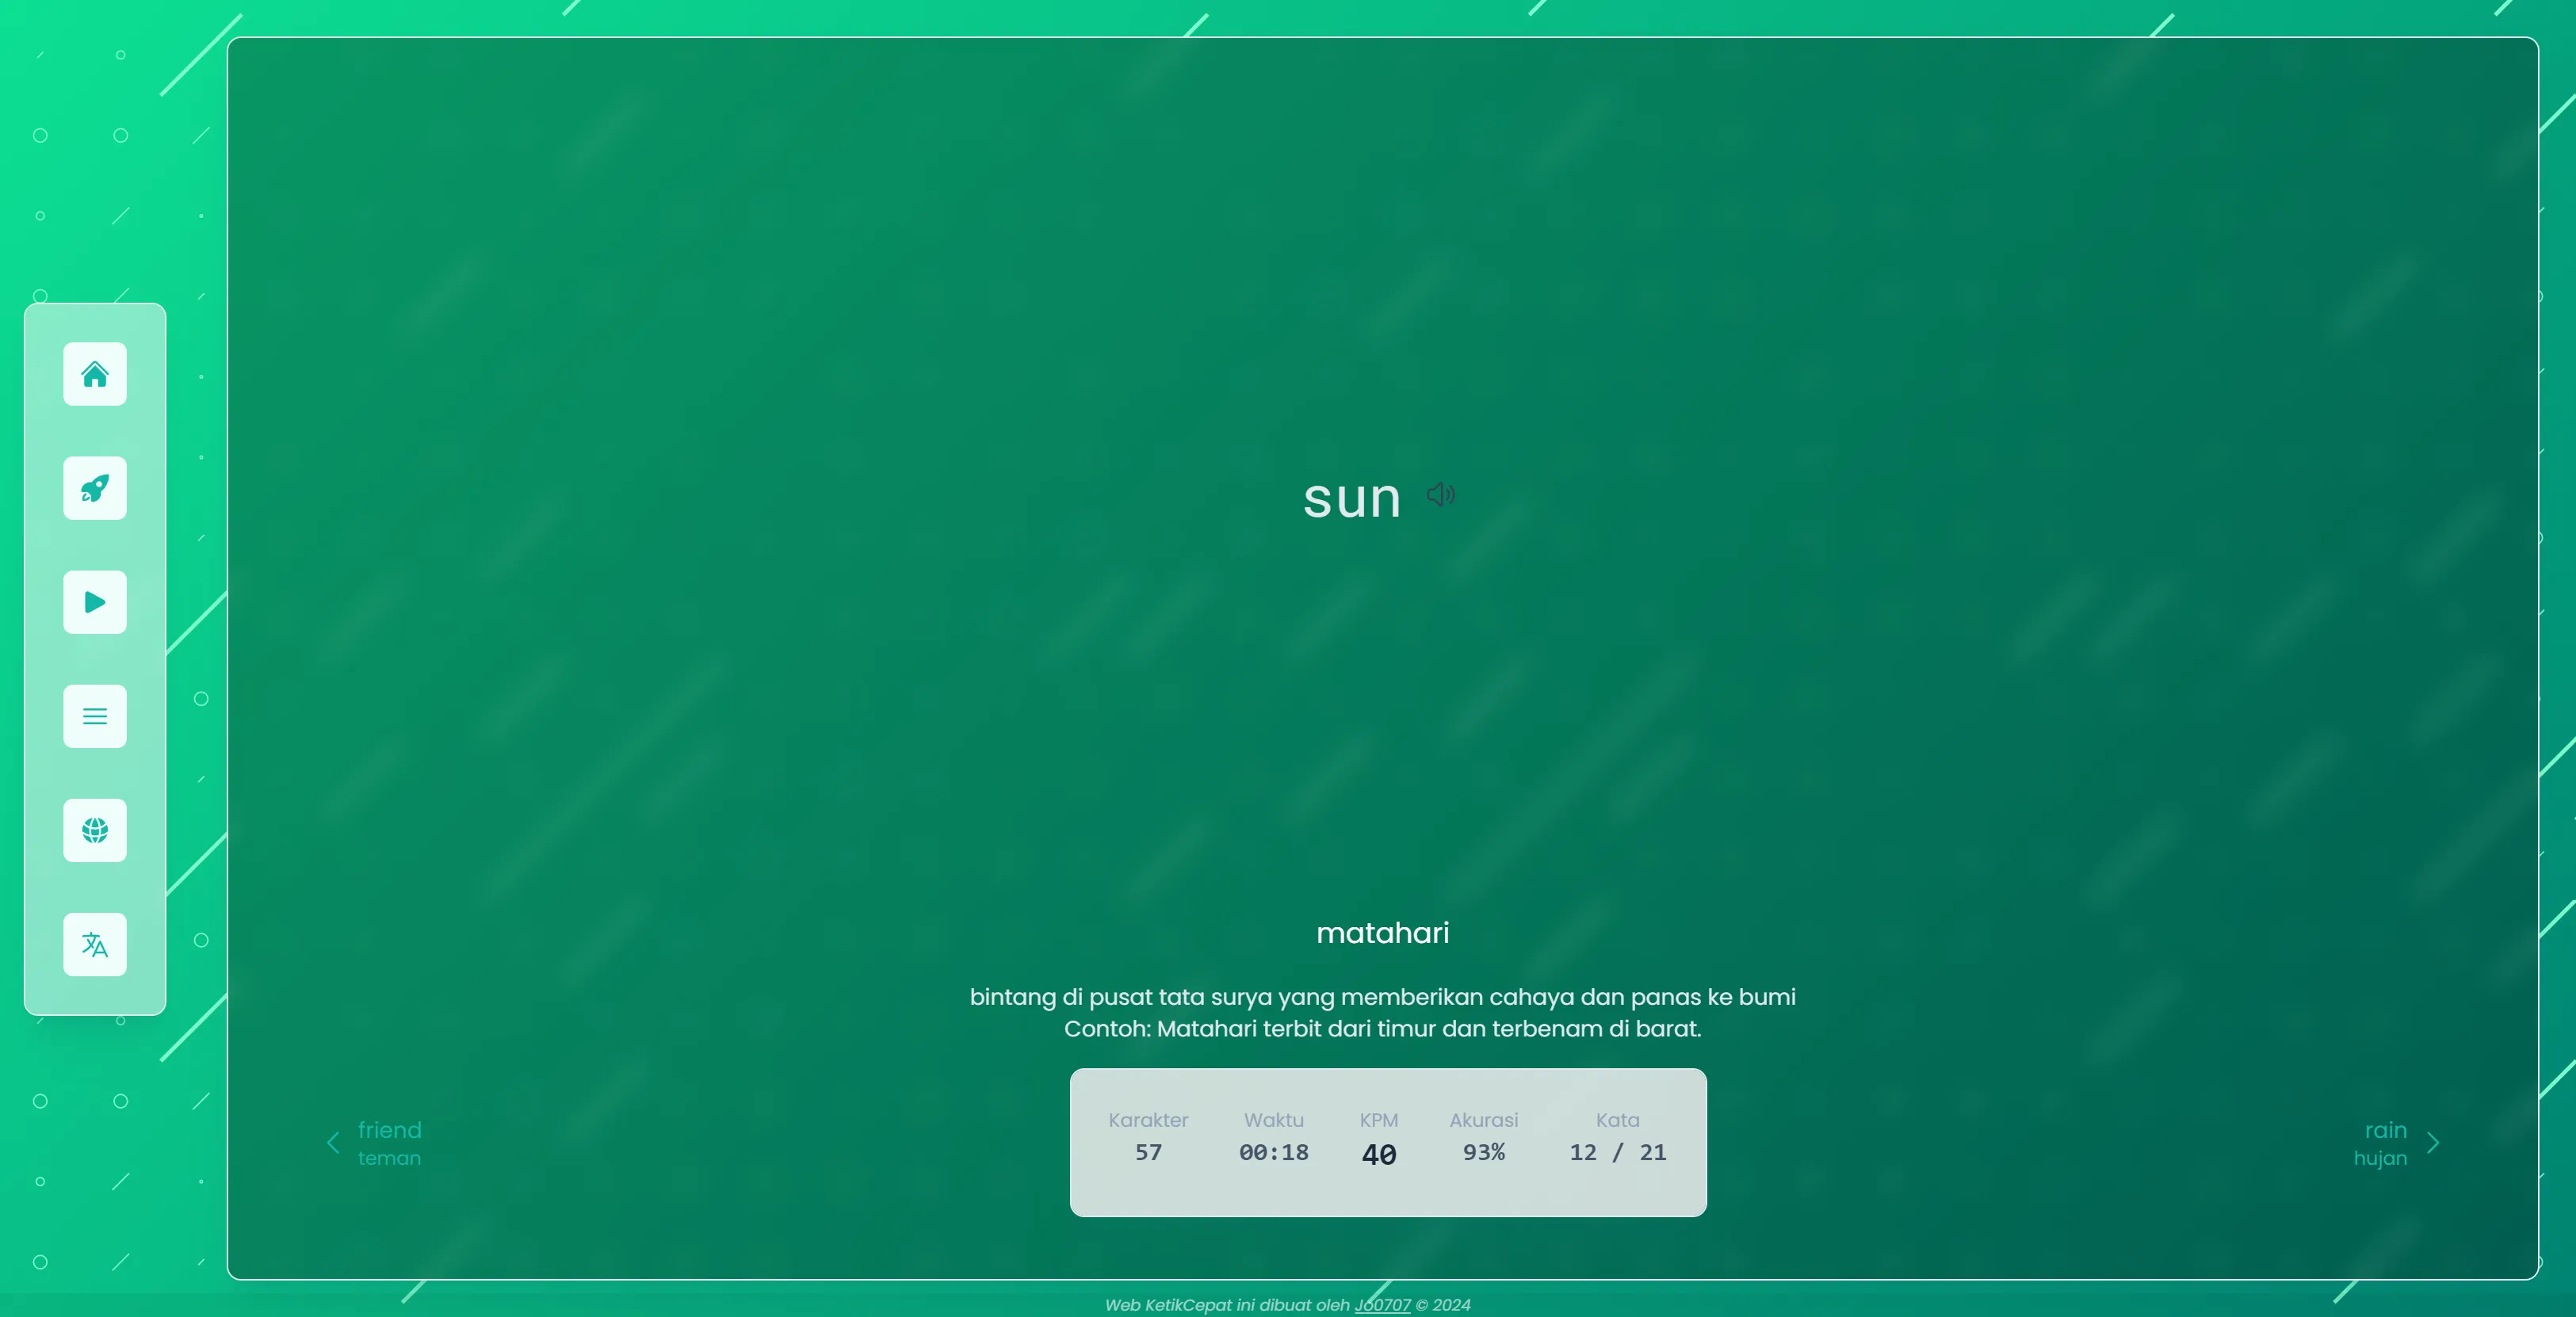 sun
matahari
bintang di pusat tata surya yang memberikan cahaya dan panas ke bumi
Contoh: Matahari terbit dari timur dan terbenam di barat.
friend
teman
Karakter
57
Waktu
00:18
KPM
40
Akurasi
93%
Kata
12 / 21
rain
hujan
Web KetikCepat ini dibuat oleh Jo0707 © 2024